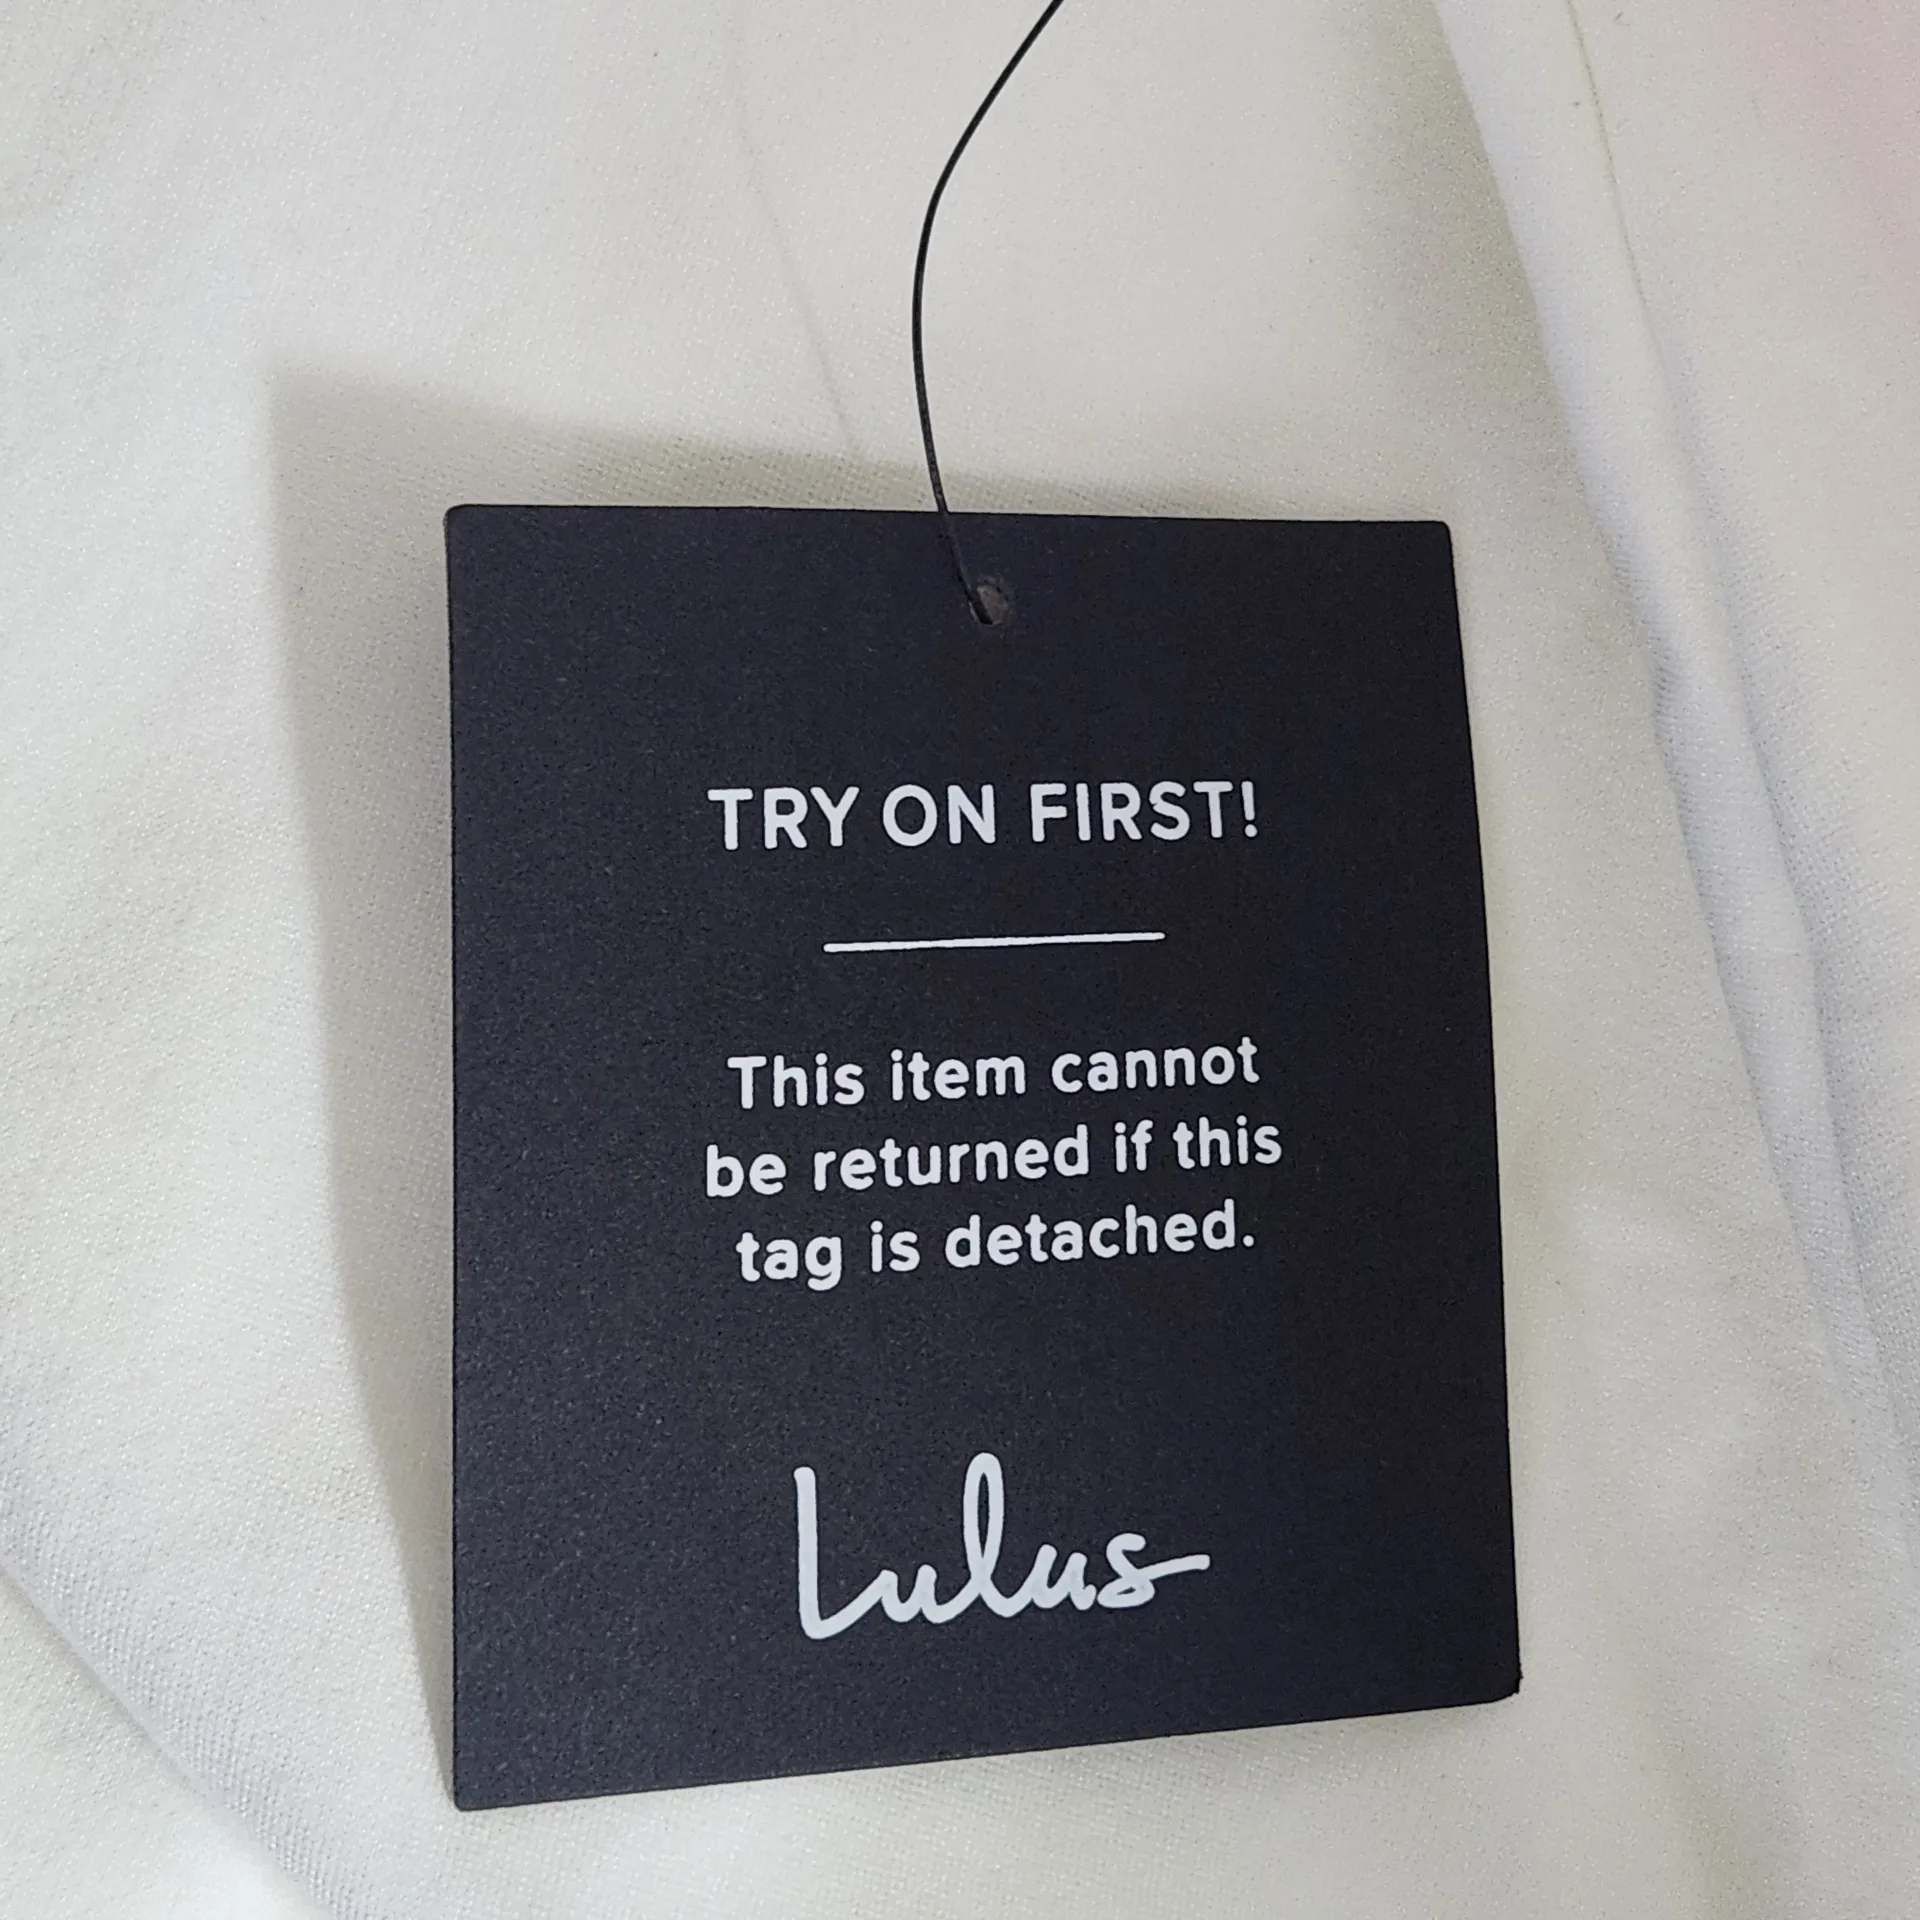 TRY ON FIRST!
This item cannot
be returned if this
tag is detached.
Lulus